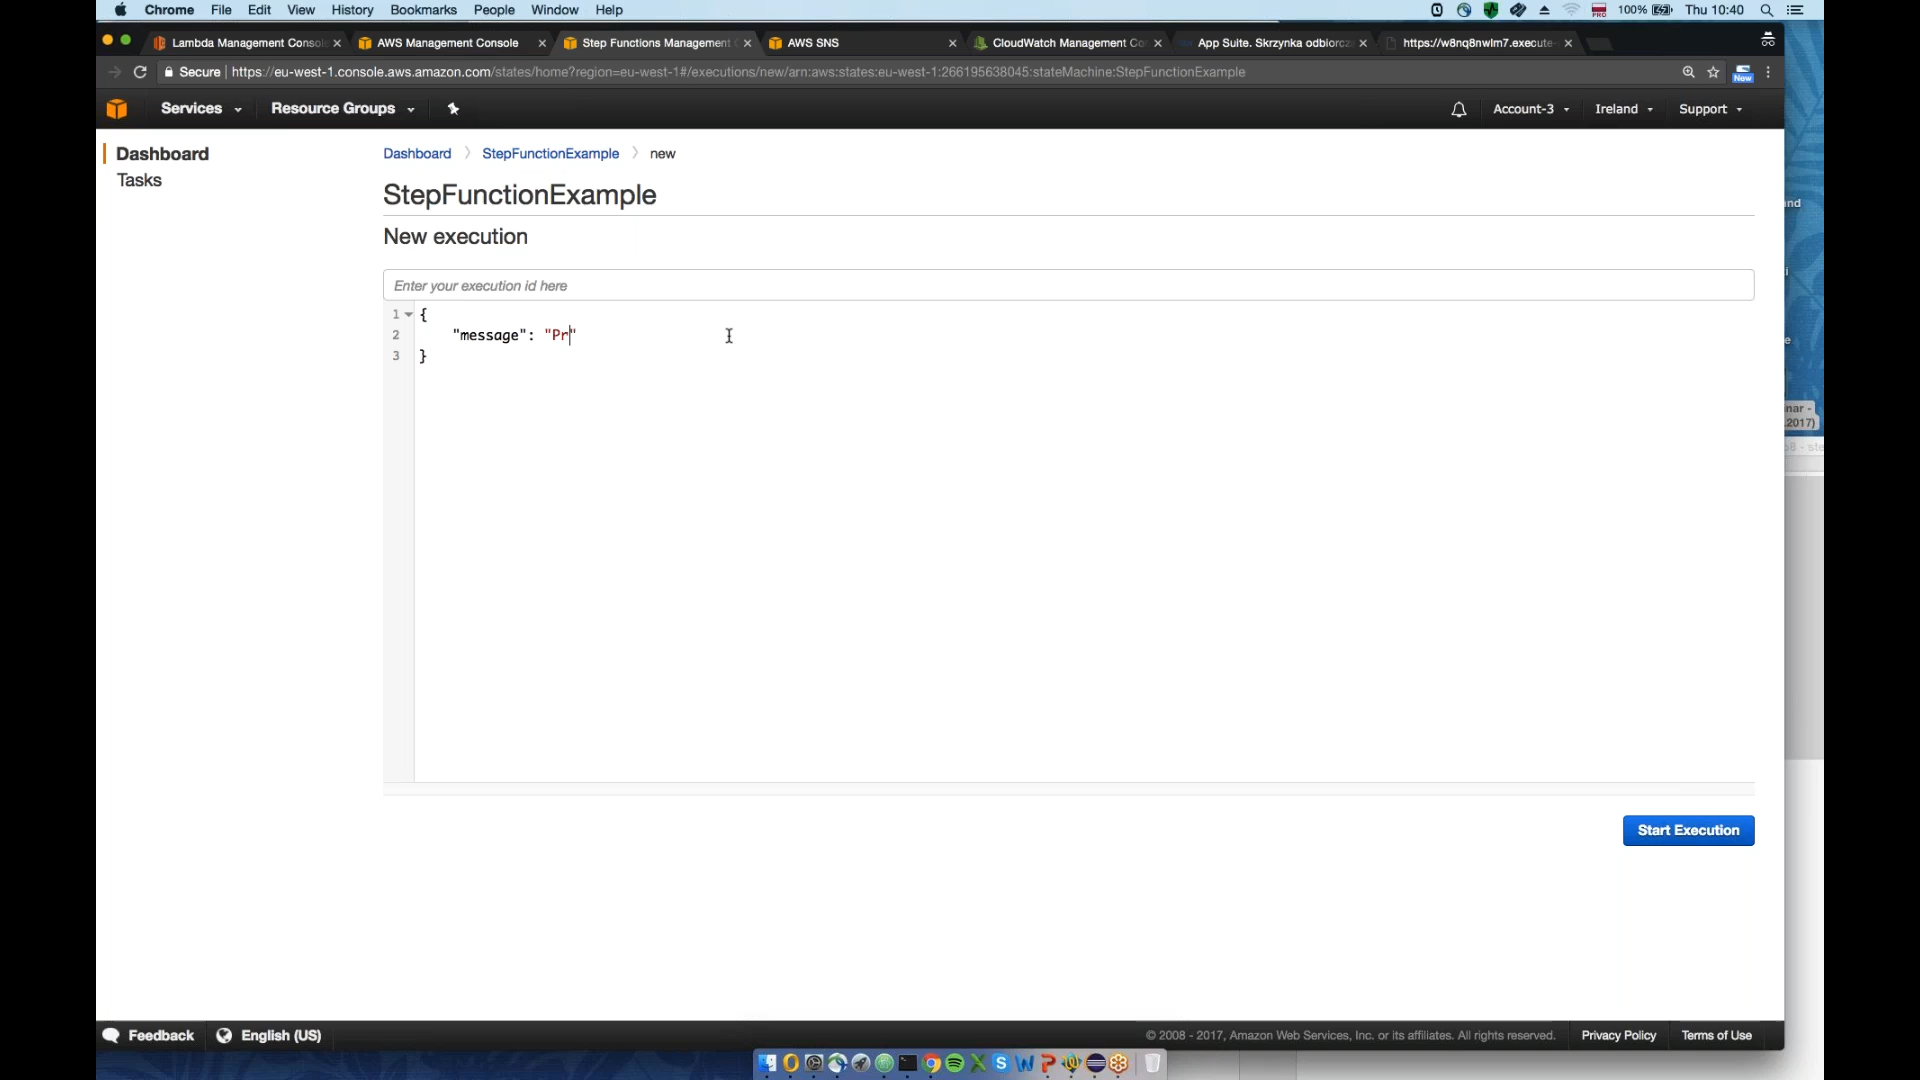 Chrome File Edit View History Bookmarks People Window Help 100% Thu 10:40
Lambda Management Consol AWS Management Console Step Functions Management AWS SNS CloudWatch Management Co App Suite. Skrzynka odbiorcz https://w8nq8nwlm7.execute-
Secure https://eu-west-1.console.aws.amazon.com/states/home?region=eu-west-1#/executions/new/arn:aws:states:eu-west-1:266195638045:stateMachine:StepFunctionExample New
Services Resource Groups Account-3 Ireland Support
Dashboard
Tasks
Dashboard StepFunctionExample new
StepFunctionExample
New execution
Enter your execution id here
1 {
2 "message": "Pr"
3 }
Start Execution
Feedback English (US) © 2008 - 2017, Amazon Web Services, Inc. or its affiliates. All rights reserved. Privacy Policy Terms of Use